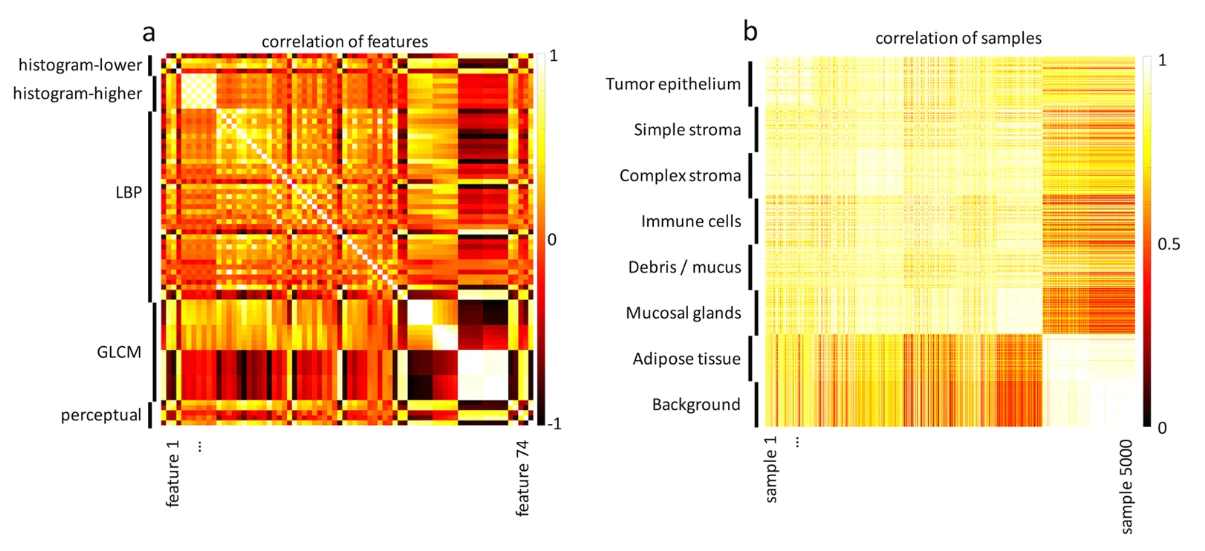 a
correlation of features
histogram-lower
histogram-higher
LBP
GLCM
perceptual
1
0
-1
feature 1
...
feature 74
b
correlation of samples
Tumor epithelium
Simple stroma
Complex stroma
Immune cells
Debris / mucus
Mucosal glands
Adipose tissue
Background
1
0.5
0
sample 1
...
sample 5000